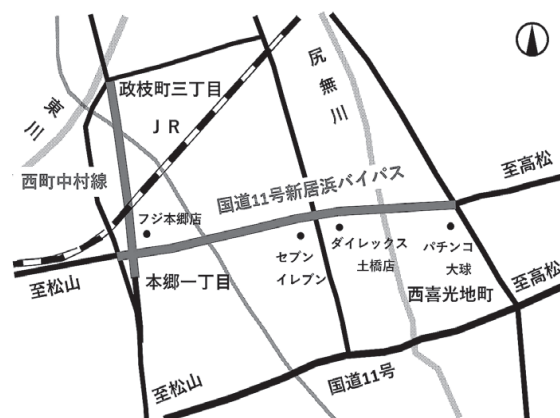 政枝町三丁目
尻無川
東川
JR
西町中村線
国道11号新居浜バイパス
至高松
フジ本郷店
セブン
イレブン
ダイレックス
土橋店
パチンコ
大球
至松山
本郷一丁目
西喜光地町
至高松
至松山
国道11号